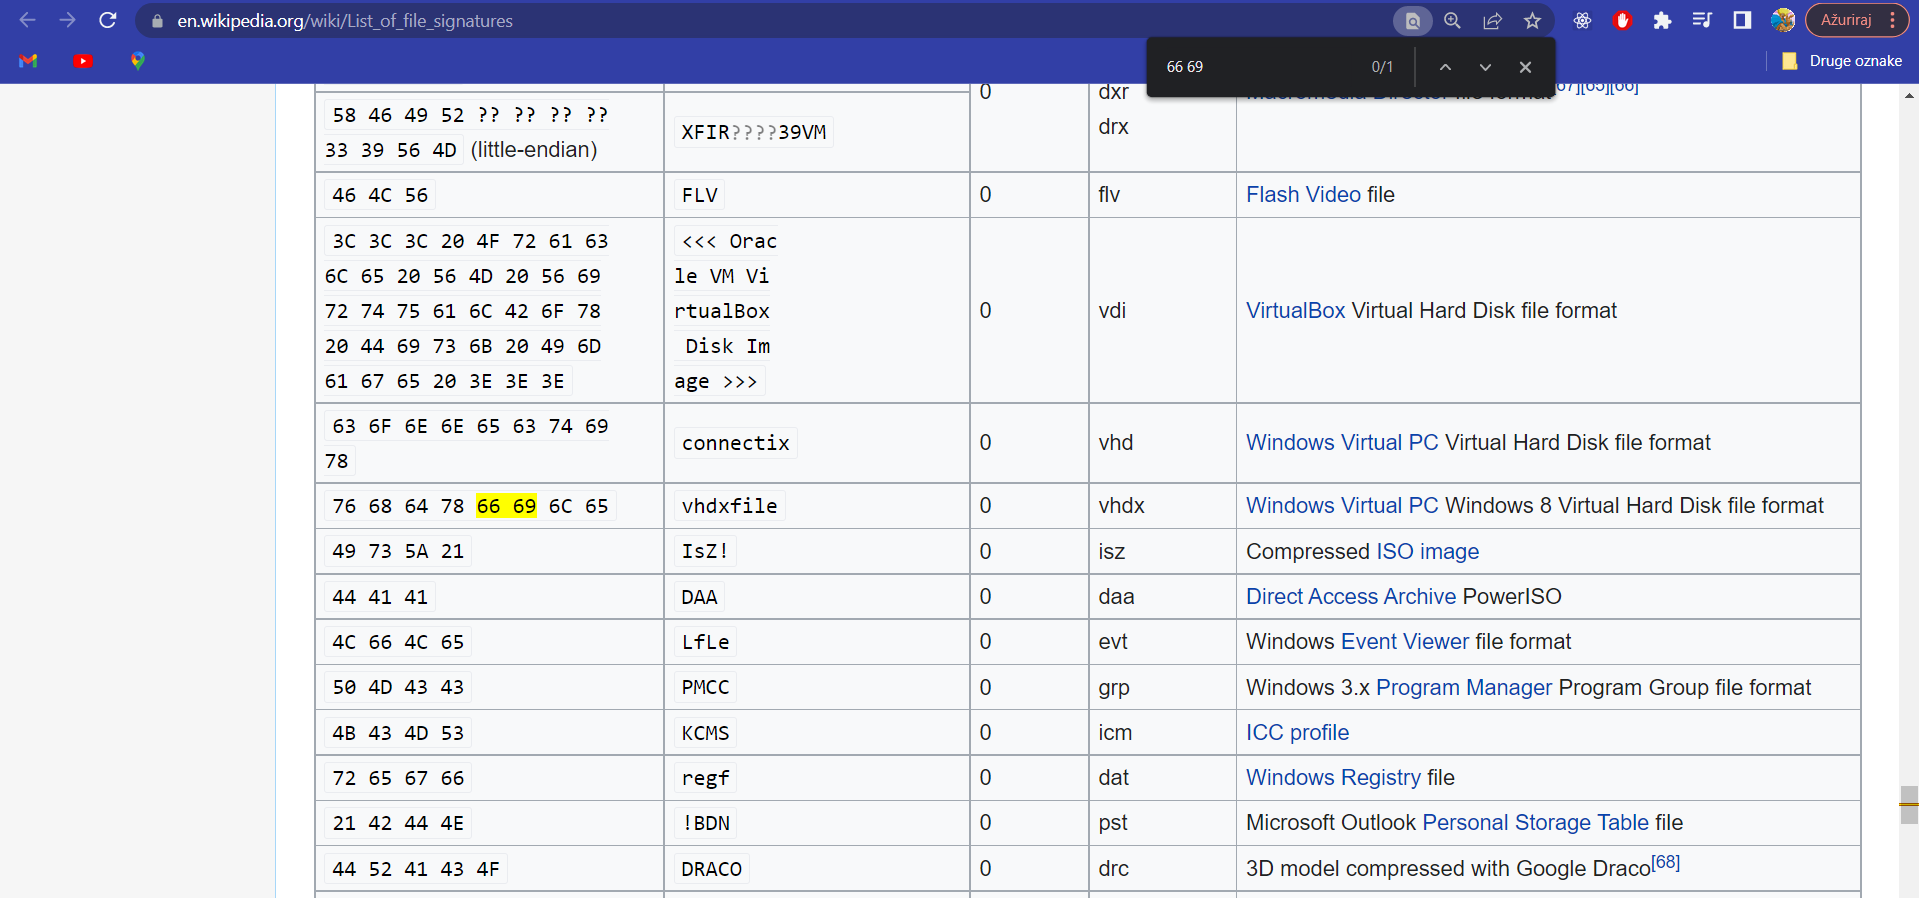 en.wikipedia.org/wiki/List_of_file_signatures
Ažuriraj
66 69 0/1
Druge oznake
0 dxr
drx
58 46 49 52 ?? ?? ?? ??
33 39 56 4D (little-endian)
XFIR????39VM
46 4C 56 FLV 0 flv Flash Video file
3C 3C 3C 20 4F 72 61 63
6C 65 20 56 4D 20 56 69
72 74 75 61 6C 42 6F 78
20 44 69 73 6B 20 49 6D
61 67 65 20 3E 3E 3E
<<< Orac
le VM Vi
rtualBox
Disk Im
age >>>
0 vdi VirtualBox Virtual Hard Disk file format
63 6F 6E 6E 65 63 74 69
78
connectix 0 vhd Windows Virtual PC Virtual Hard Disk file format
76 68 64 78 66 69 6C 65 vhdxfile 0 vhdx Windows Virtual PC Windows 8 Virtual Hard Disk file format
49 73 5A 21 IsZ! 0 isz Compressed ISO image
44 41 41 DAA 0 daa Direct Access Archive PowerISO
4C 66 4C 65 LfLe 0 evt Windows Event Viewer file format
50 4D 43 43 PMCC 0 grp Windows 3.x Program Manager Program Group file format
4B 43 4D 53 KCMS 0 icm ICC profile
72 65 67 66 regf 0 dat Windows Registry file
21 42 44 4E !BDN 0 pst Microsoft Outlook Personal Storage Table file
44 52 41 43 4F DRACO 0 drc 3D model compressed with Google Draco[68]